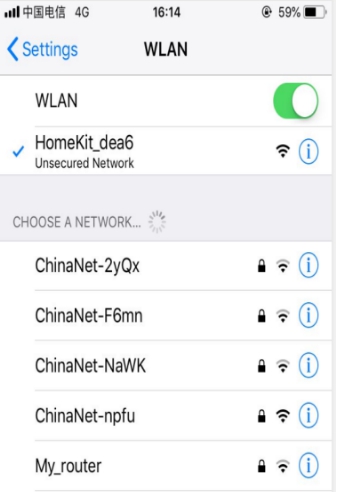 中国电信 4G 16:14 59%
Settings WLAN
WLAN
HomeKit_dea6
Unsecured Network
CHOOSE A NETWORK...
ChinaNet-2yQx
ChinaNet-F6mn
ChinaNet-NaWK
ChinaNet-npfu
My_router